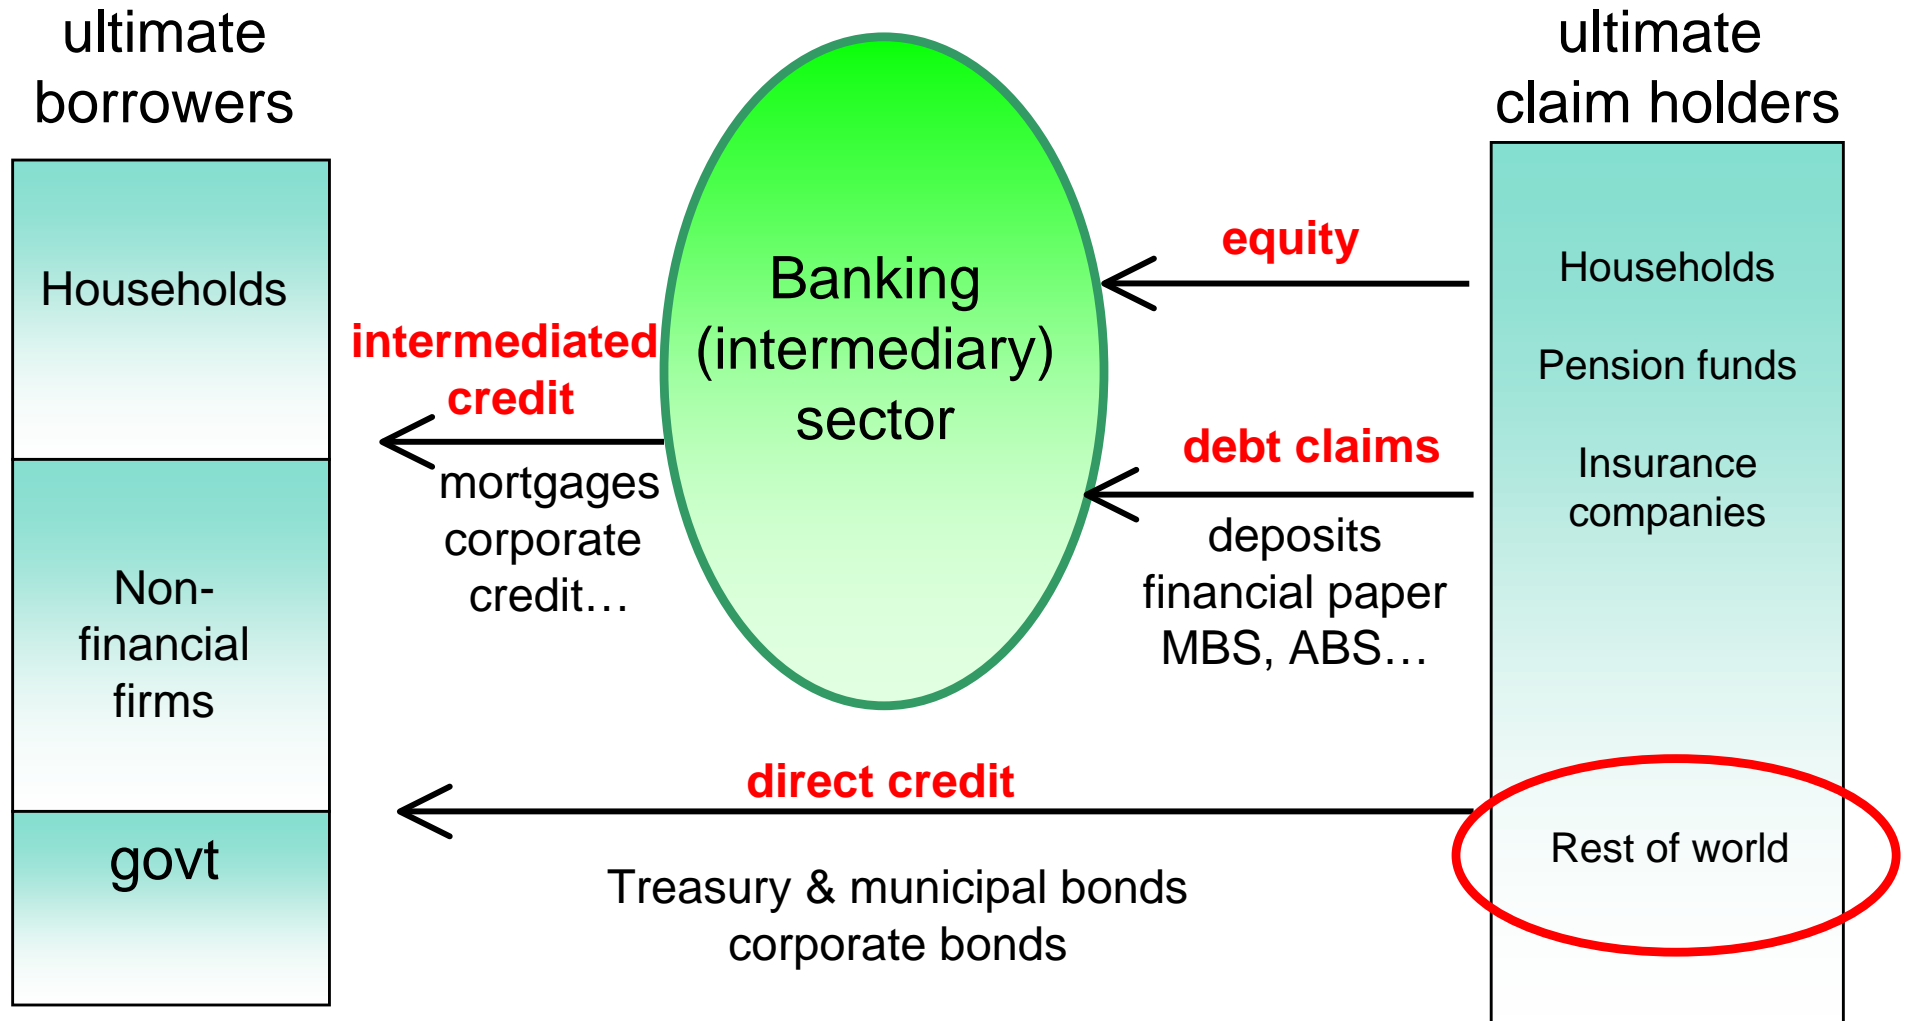 ultimate
borrowers
Households
Non-
financial
firms
govt
intermediated
credit
mortgages
corporate
credit…
Banking
(intermediary)
sector
equity
debt claims
deposits
financial paper
MBS, ABS…
direct credit
Treasury & municipal bonds
corporate bonds
ultimate
claim holders
Households
Pension funds
Insurance
companies
Rest of world